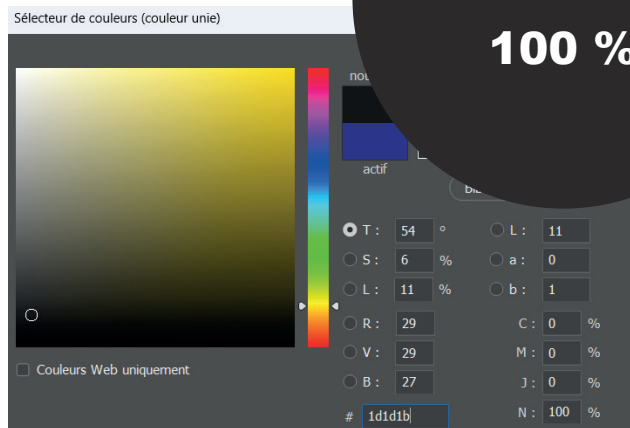 Sélecteur de couleurs (couleur unie)
100 %
actif
T : 54 °
L : 11
S : 6 %
a : 0
L : 11 %
b : 1
R : 29
C : 0 %
V : 29
M : 0 %
B : 27
J : 0 %
# 1d1d1b
N : 100 %
Couleurs Web uniquement